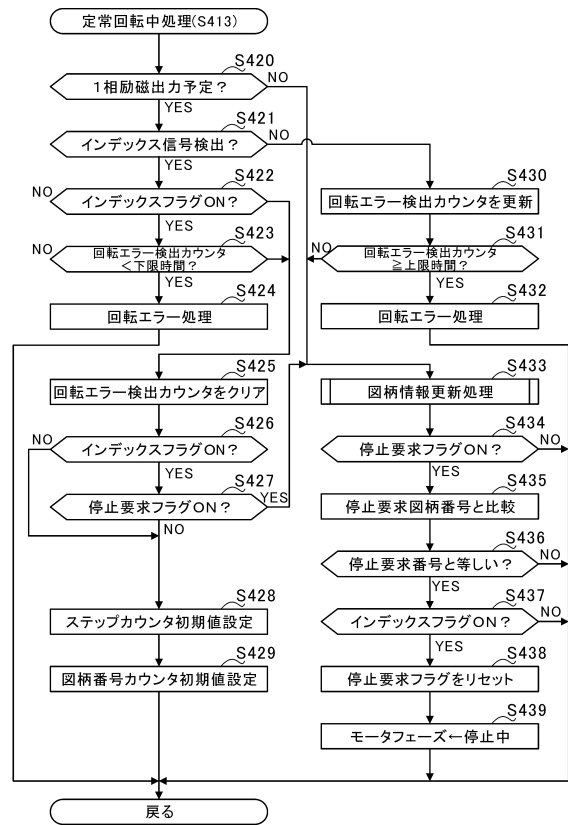 定常回転中処理(S413)
S420
1相励磁出力予定？
NO
YES
S421
インデックス信号検出？
NO
YES
S422
NO
インデックスフラグON？
YES
S423
NO
回転エラー検出カウンタ
＜下限時間？
YES
S424
回転エラー処理
S425
回転エラー検出カウンタをクリア
S426
NO
インデックスフラグON？
YES
S427
停止要求フラグON？
YES
NO
S428
ステップカウンタ初期値設定
S429
図柄番号カウンタ初期値設定
戻る
S430
回転エラー検出カウンタを更新
S431
NO
回転エラー検出カウンタ
≧上限時間？
YES
S432
回転エラー処理
S433
図柄情報更新処理
S434
停止要求フラグON？
NO
YES
S435
停止要求図柄番号と比較
S436
停止要求番号と等しい？
NO
YES
S437
インデックスフラグON？
NO
YES
S438
停止要求フラグをリセット
S439
モータフェーズ←停止中